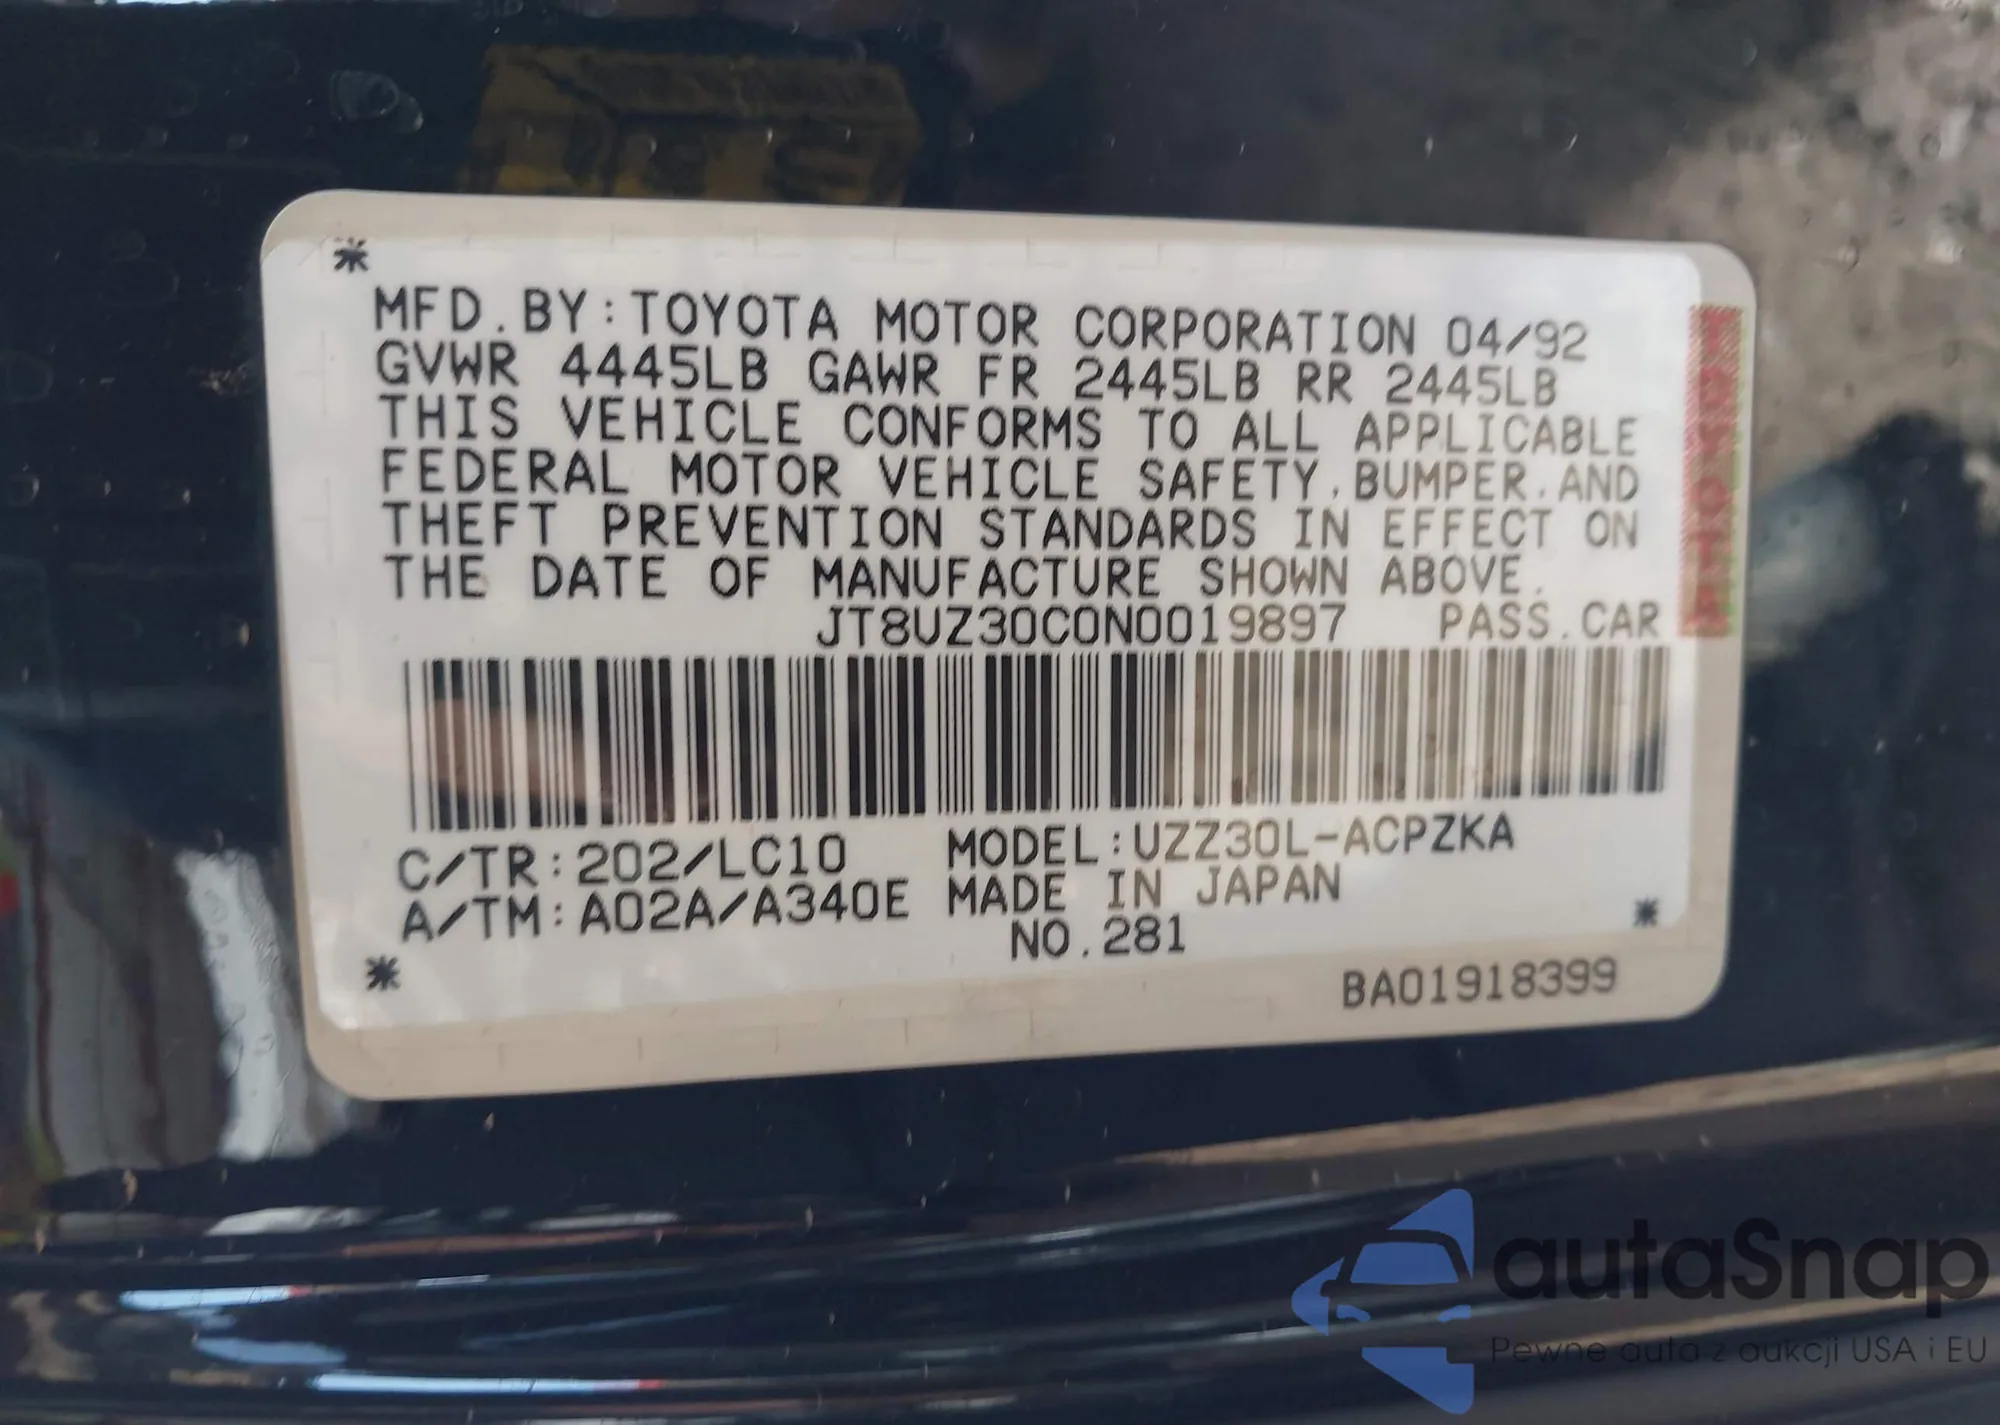 MFD.BY:TOYOTA MOTOR CORPORATION 04/92
GVWR 4445LB GAWR FR 2445LB RR 2445LB
THIS VEHICLE CONFORMS TO ALL APPLICABLE
FEDERAL MOTOR VEHICLE SAFETY,BUMPER,AND
THEFT PREVENTION STANDARDS IN EFFECT ON
THE DATE OF MANUFACTURE SHOWN ABOVE.
JT8UZ30C0N0019897 PASS.CAR
C/TR:202/LC10 MODEL:UZZ30L-ACPZKA
A/TM:A02A/A340E MADE IN JAPAN
NO.281
BA01918399
autaSnap
Pewne auta z aukcji USA i EU